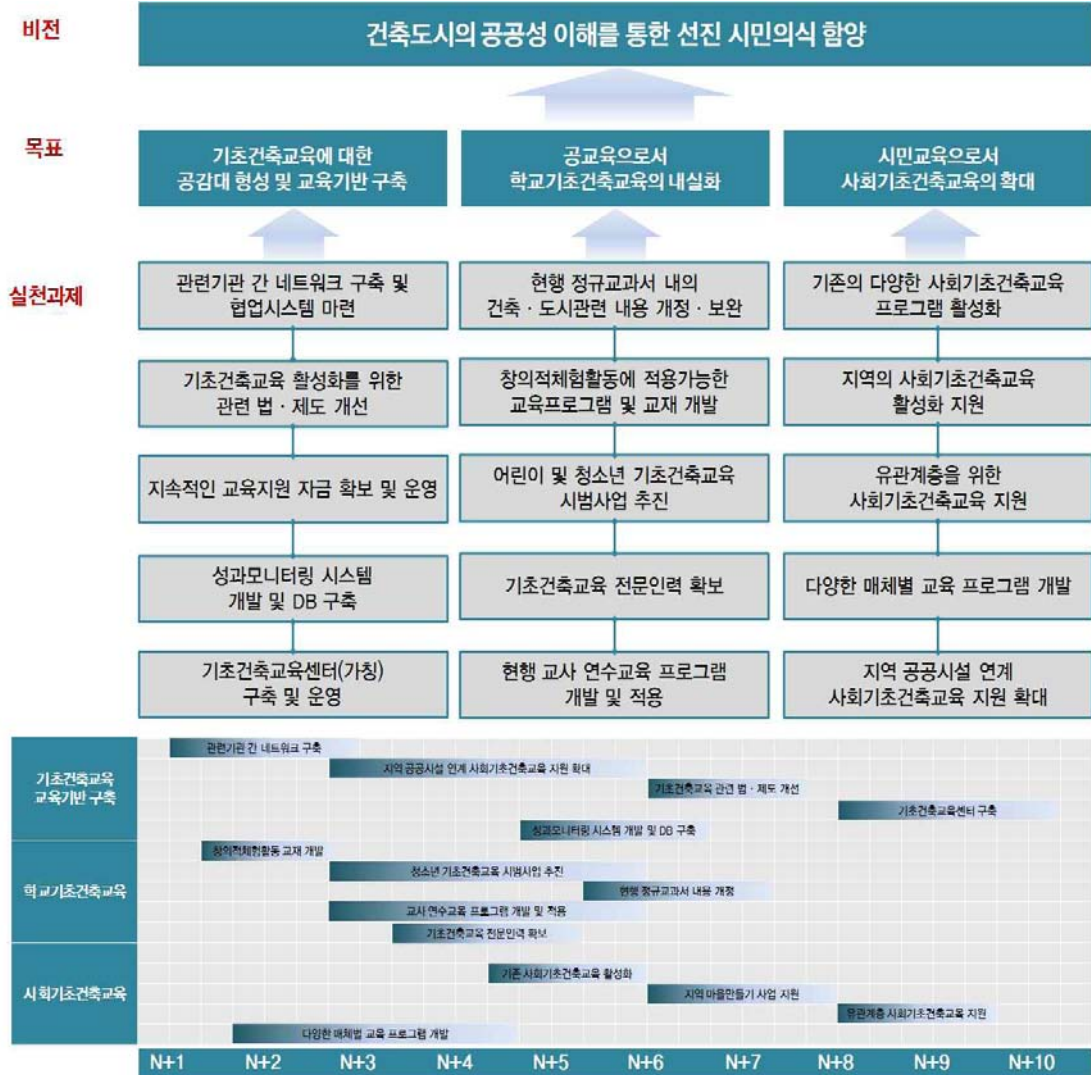 비전
건축도시의 공공성 이해를 통한 선진 시민의식 함양
목표
기초건축교육에 대한
공감대 형성 및 교육기반 구축
공교육으로서
학교기초건축교육의 내실화
시민교육으로서
사회기초건축교육의 확대
실천과제
관련기관 간 네트워크 구축 및
협업시스템 마련
기초건축교육 활성화를 위한
관련 법 · 제도 개선
지속적인 교육지원 자금 확보 및 운영
성과모니터링 시스템
개발 및 DB 구축
기초건축교육센터(가칭)
구축 및 운영
현행 정규교과서 내의
건축 · 도시관련 내용 개정 · 보완
창의적체험활동에 적용가능한
교육프로그램 및 교재 개발
어린이 및 청소년 기초건축교육
시범사업 추진
기초건축교육 전문인력 확보
현행 교사 연수교육 프로그램
개발 및 적용
기존의 다양한 사회기초건축교육
프로그램 활성화
지역의 사회기초건축교육
활성화 지원
유관계층을 위한
사회기초건축교육 지원
다양한 매체별 교육 프로그램 개발
지역 공공시설 연계
사회기초건축교육 지원 확대
기초건축교육
교육기반 구축
관련기관 간 네트워크 구축
지역 공공시설 연계 사회기초건축교육 지원 확대
기초건축교육 관련 법 · 제도 개선
기초건축교육센터 구축
성과모니터링 시스템 개발 및 DB 구축
학교기초건축교육
창의적체험활동 교재 개발
청소년 기초건축교육 시범사업 추진
현행 정규교과서 내용 개정
교사 연수교육 프로그램 개발 및 적용
기초건축교육 전문인력 확보
사회기초건축교육
기존 사회기초건축교육 활성화
지역 마을만들기 사업 지원
유관계층 사회기초건축교육 지원
다양한 매체별 교육 프로그램 개발
N+1 N+2 N+3 N+4 N+5 N+6 N+7 N+8 N+9 N+10